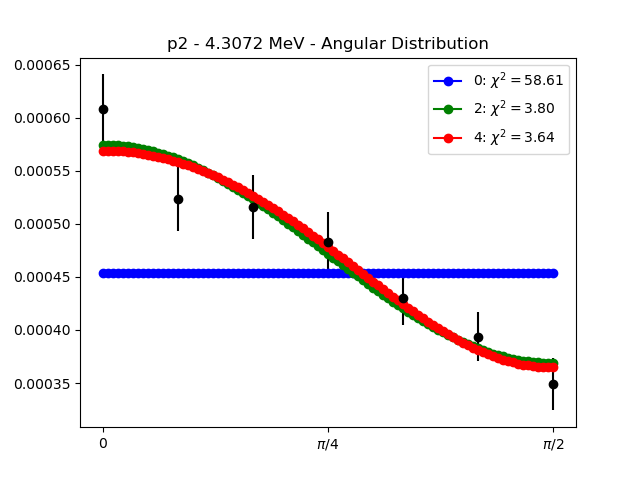 p2 - 4.3072 MeV - Angular Distribution
0.00065
0.00060
0.00055
0.00050
0.00045
0.00040
0.00035
0: χ² = 58.61
2: χ² = 3.80
4: χ² = 3.64
0
π/4
π/2